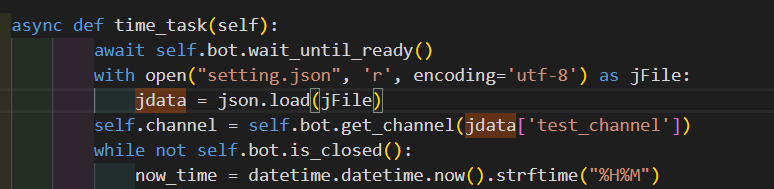 async def time_task(self):
        await self.bot.wait_until_ready()
        with open("setting.json", 'r', encoding='utf-8') as jFile:
            jdata = json.load(jFile)
        self.channel = self.bot.get_channel(jdata['test_channel'])
        while not self.bot.is_closed():
            now_time = datetime.datetime.now().strftime("%H%M")